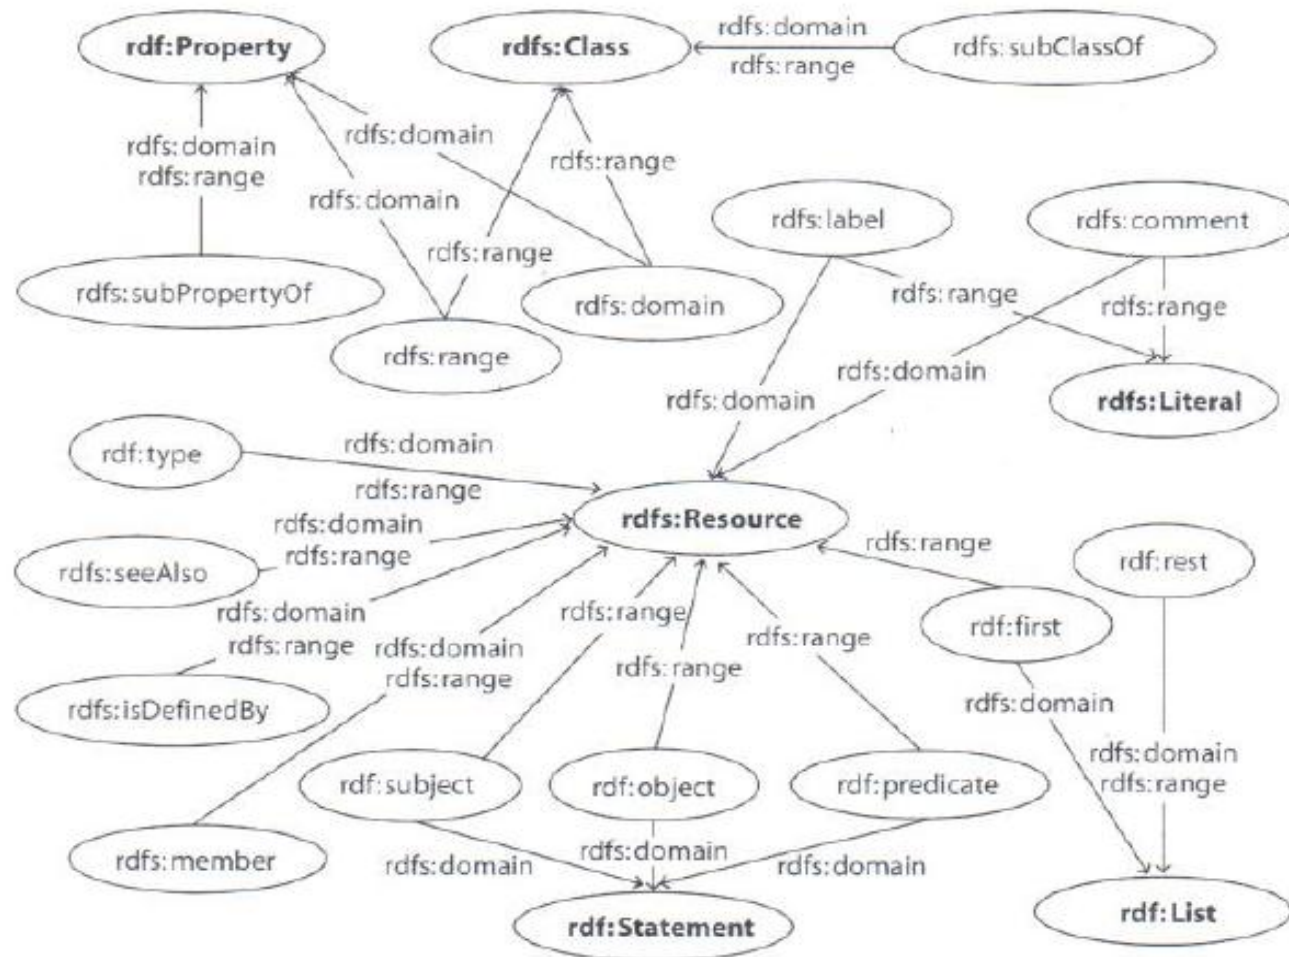 rdf:Property
rdfs:Class
rdfs:domain
rdfs:range
rdfs:subClassOf
rdfs:domain
rdfs:range
rdfs:domain
rdfs:domain
rdfs:range
rdfs:range
rdfs:label
rdfs:comment
rdfs:subPropertyOf
rdfs:range
rdfs:domain
rdfs:range
rdfs:range
rdfs:domain
rdfs:domain
rdfs:Literal
rdf:type
rdfs:domain
rdfs:range
rdfs:Resource
rdfs:seeAlso
rdfs:domain
rdfs:range
rdfs:range
rdf:rest
rdf:first
rdfs:domain
rdfs:range
rdfs:isDefinedBy
rdfs:domain
rdfs:range
rdfs:range
rdfs:range
rdfs:range
rdfs:domain
rdfs:domain
rdfs:range
rdf:subject
rdf:object
rdf:predicate
rdfs:member
rdfs:domain
rdfs:domain
rdfs:domain
rdf:Statement
rdf:List